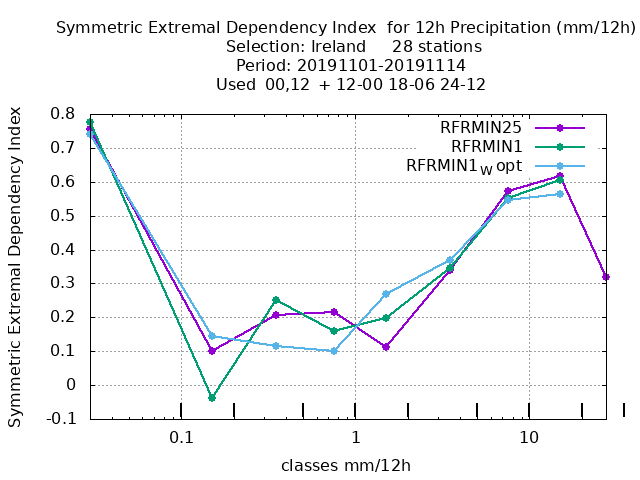 Symmetric Extremal Dependency Index  for 12h Precipitation (mm/12h)
Selection: Ireland     28 stations
Period: 20191101-20191114
Used  00,12  + 12-00 18-06 24-12
Symmetric Extremal Dependency Index
0.8
0.7
0.6
0.5
0.4
0.3
0.2
0.1
0
-0.1
RFRMIN25
RFRMIN1
RFRMIN1W opt
0.1 1 10
classes mm/12h